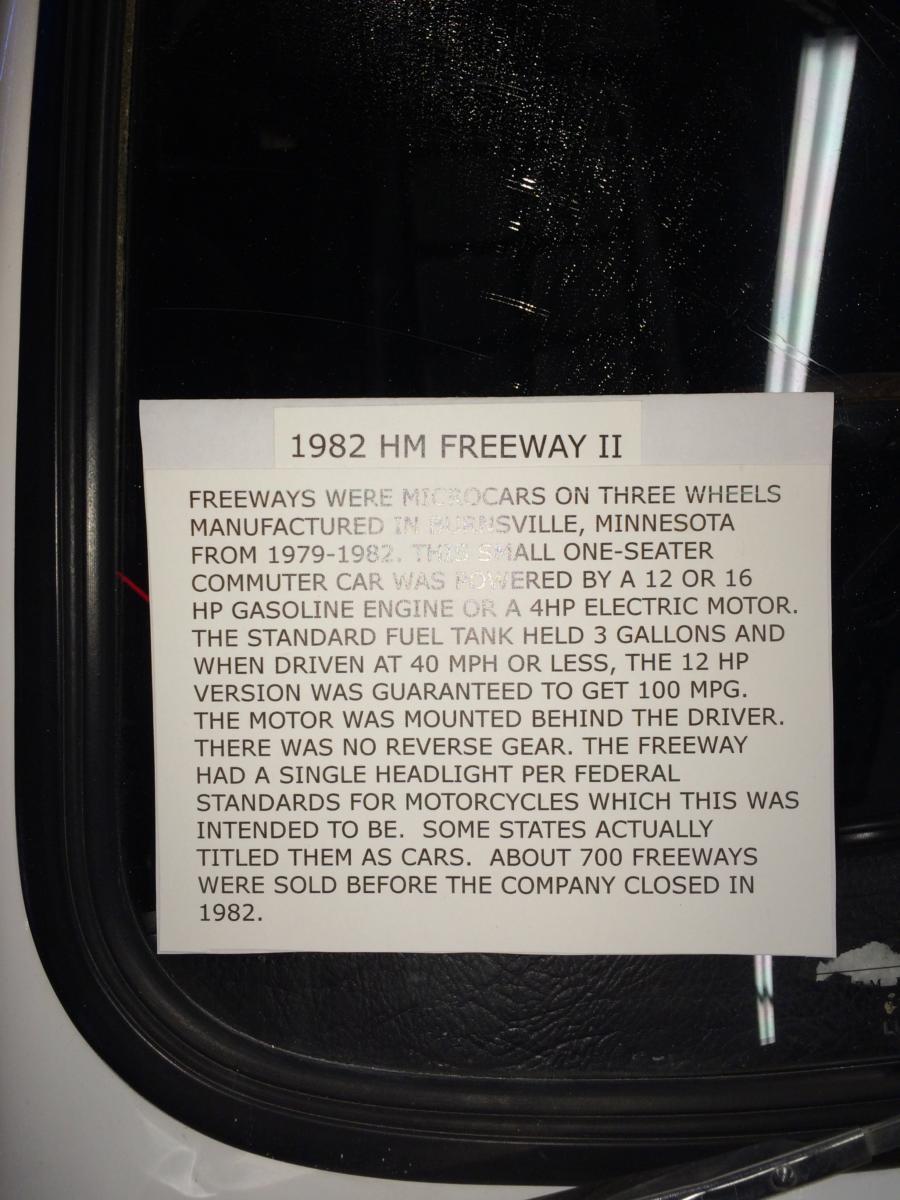 1982 HM FREEWAY II
FREEWAYS WERE MICROCARS ON THREE WHEELS
MANUFACTURED IN BURNSVILLE, MINNESOTA
FROM 1979-1982. THIS SMALL ONE-SEATER
COMMUTER CAR WAS POWERED BY A 12 OR 16
HP GASOLINE ENGINE OR A 4HP ELECTRIC MOTOR.
THE STANDARD FUEL TANK HELD 3 GALLONS AND
WHEN DRIVEN AT 40 MPH OR LESS, THE 12 HP
VERSION WAS GUARANTEED TO GET 100 MPG.
THE MOTOR WAS MOUNTED BEHIND THE DRIVER.
THERE WAS NO REVERSE GEAR. THE FREEWAY
HAD A SINGLE HEADLIGHT PER FEDERAL
STANDARDS FOR MOTORCYCLES WHICH THIS WAS
INTENDED TO BE.  SOME STATES ACTUALLY
TITLED THEM AS CARS.  ABOUT 700 FREEWAYS
WERE SOLD BEFORE THE COMPANY CLOSED IN
1982.